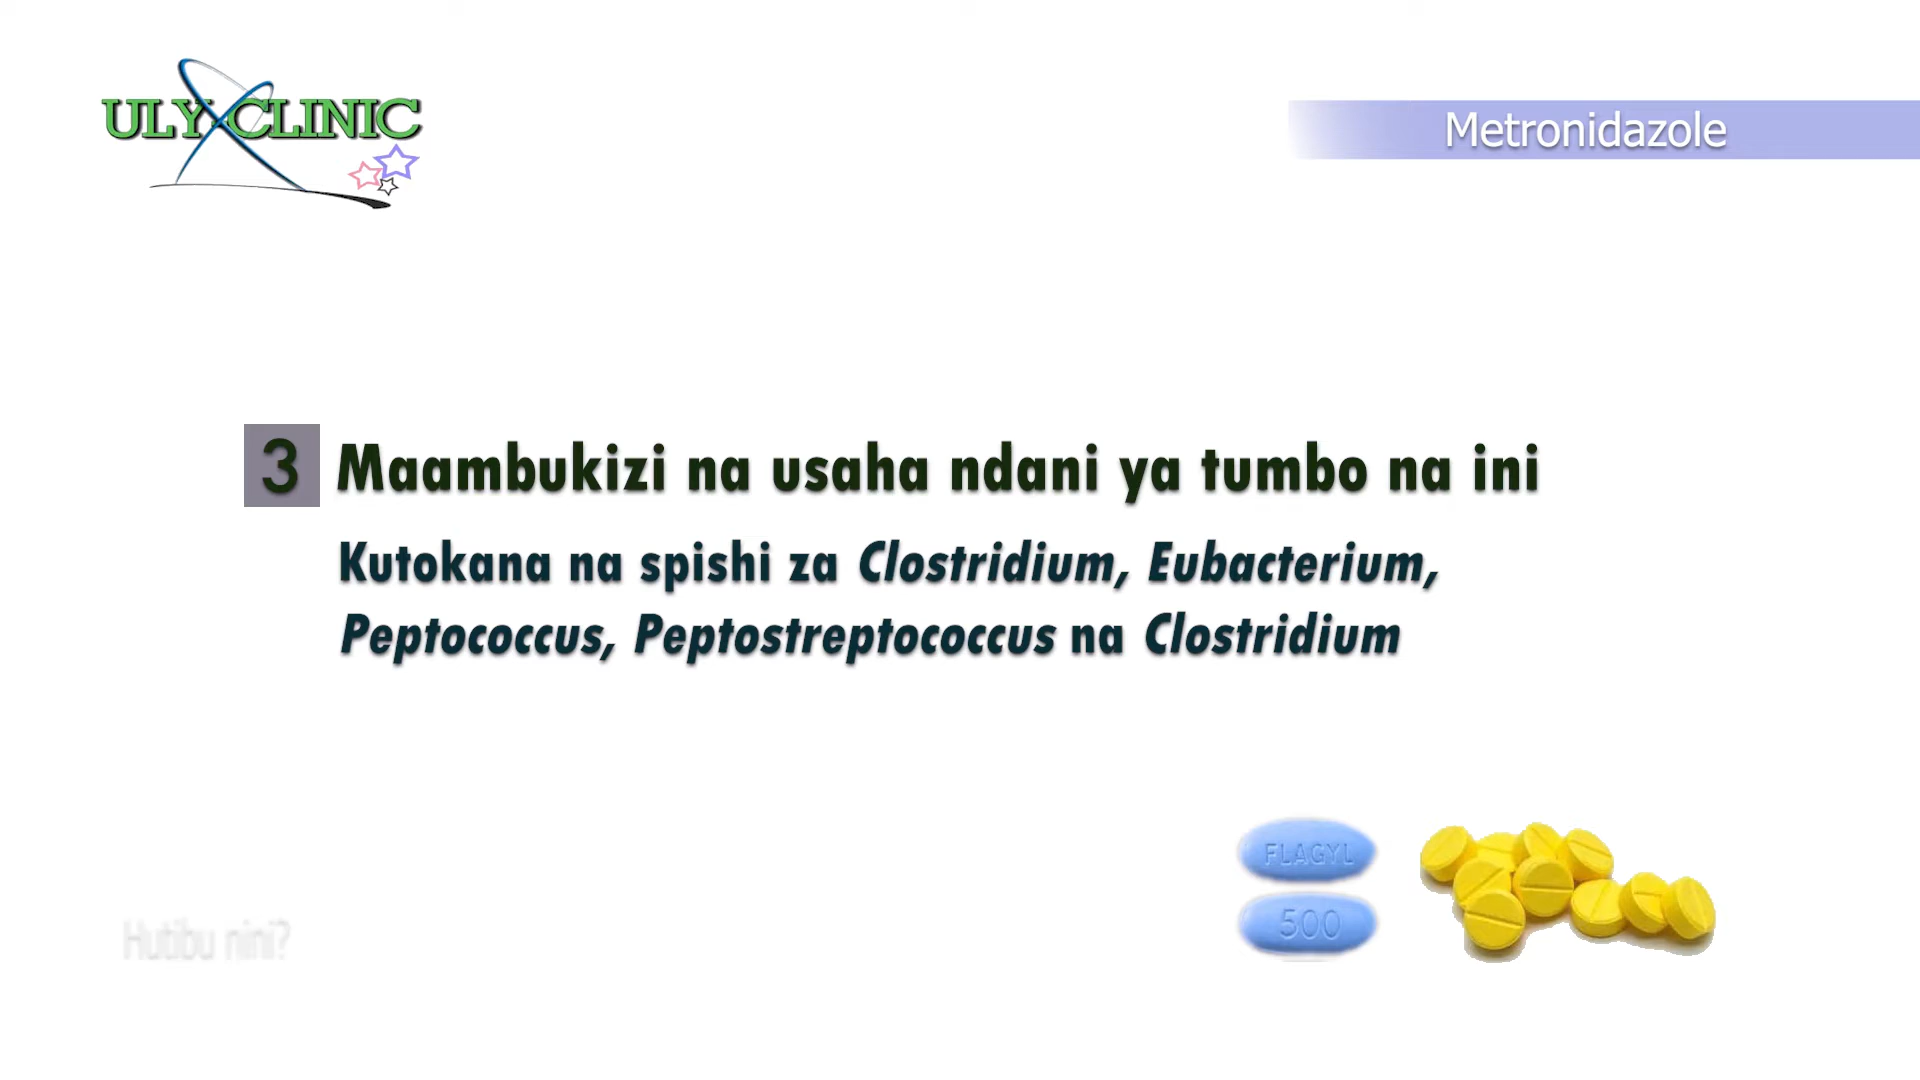 ULY CLINIC
Metronidazole
3 Maambukizi na usaha ndani ya tumbo na ini
Kutokana na spishi za Clostridium, Eubacterium,
Peptococcus, Peptostreptococcus na Clostridium
FLAGYL
500
Hutibu nini?